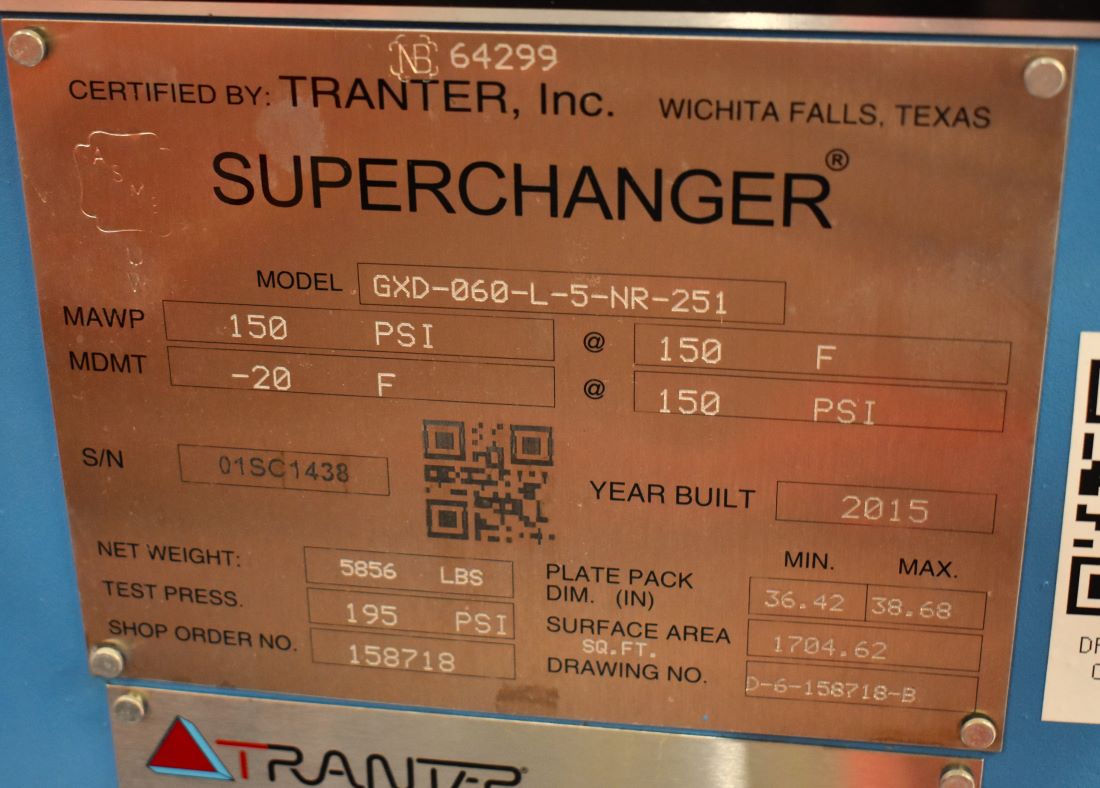 NB 64299
CERTIFIED BY: TRANTER, Inc. WICHITA FALLS, TEXAS
ASME
SUPERCHANGER®
U
MODEL GXD-060-L-5-NR-251
MAWP 150 PSI @ 150 F
MDMT -20 F @ 150 PSI
S/N 01SC1438
YEAR BUILT 2015
NET WEIGHT: 5856 LBS
TEST PRESS. 195 PSI
SHOP ORDER NO. 158718
MIN. MAX.
PLATE PACK DIM. (IN) 36.42 38.68
SURFACE AREA SQ.FT. 1704.62
DRAWING NO. D-6-158718-B
TRANTER